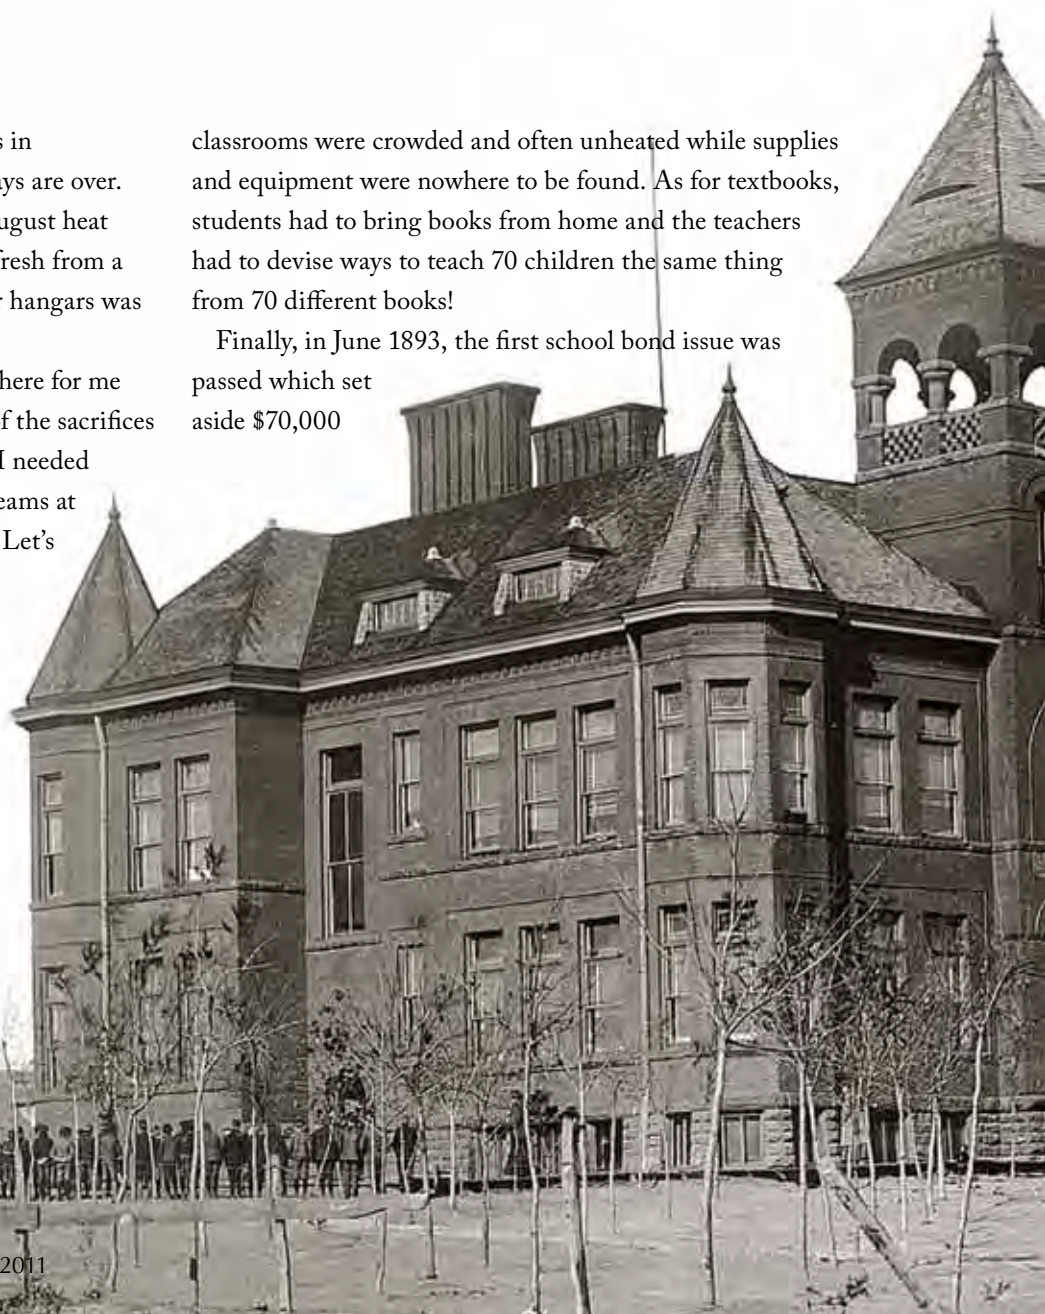 s in
ys are over.
ugust heat
resh from a
r hangars was
here for me
f the sacrifices
I needed
eams at
Let’s
classrooms were crowded and often unheated while supplies
and equipment were nowhere to be found. As for textbooks,
students had to bring books from home and the teachers
had to devise ways to teach 70 children the same thing
from 70 different books!
Finally, in June 1893, the first school bond issue was
passed which set
aside $70,000
2011